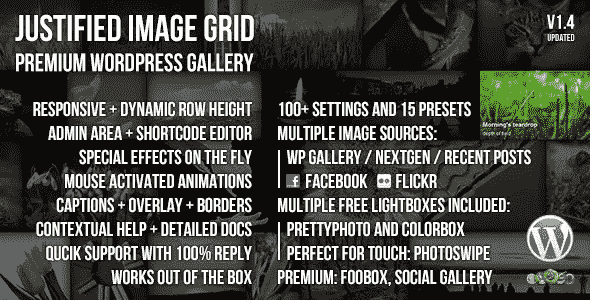 JUSTIFIED IMAGE GRID
PREMIUM WORDPRESS GALLERY
V1.4
UPDATED
RESPONSIVE + DYNAMIC ROW HEIGHT
ADMIN AREA + SHORTCODE EDITOR
SPECIAL EFFECTS ON THE FLY
MOUSE ACTIVATED ANIMATIONS
CAPTIONS + OVERLAY + BORDERS
CONTEXTUAL HELP + DETAILED DOCS
QUCIK SUPPORT WITH 100% REPLY
WORKS OUT OF THE BOX
100+ SETTINGS AND 15 PRESETS
MULTIPLE IMAGE SOURCES:
WP GALLERY / NEXTGEN / RECENT POSTS
f FACEBOOK FLICKR
MULTIPLE FREE LIGHTBOXES INCLUDED:
PRETTYPHOTO AND COLORBOX
PERFECT FOR TOUCH: PHOTOSWIPE
PREMIUM: FOOBOX, SOCIAL GALLERY
Morning's teardrop
depth of field
W